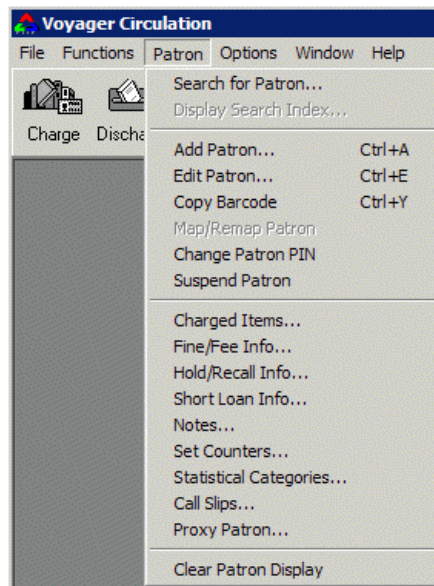 Voyager Circulation
File Functions Patron Options Window Help
Charge
Search for Patron...
Display Search Index...
Add Patron... Ctrl+A
Edit Patron... Ctrl+E
Copy Barcode Ctrl+Y
Map/Remap Patron
Change Patron PIN
Suspend Patron
Charged Items...
Fine/Fee Info...
Hold/Recall Info...
Short Loan Info...
Notes...
Set Counters...
Statistical Categories...
Call Slips...
Proxy Patron...
Clear Patron Display